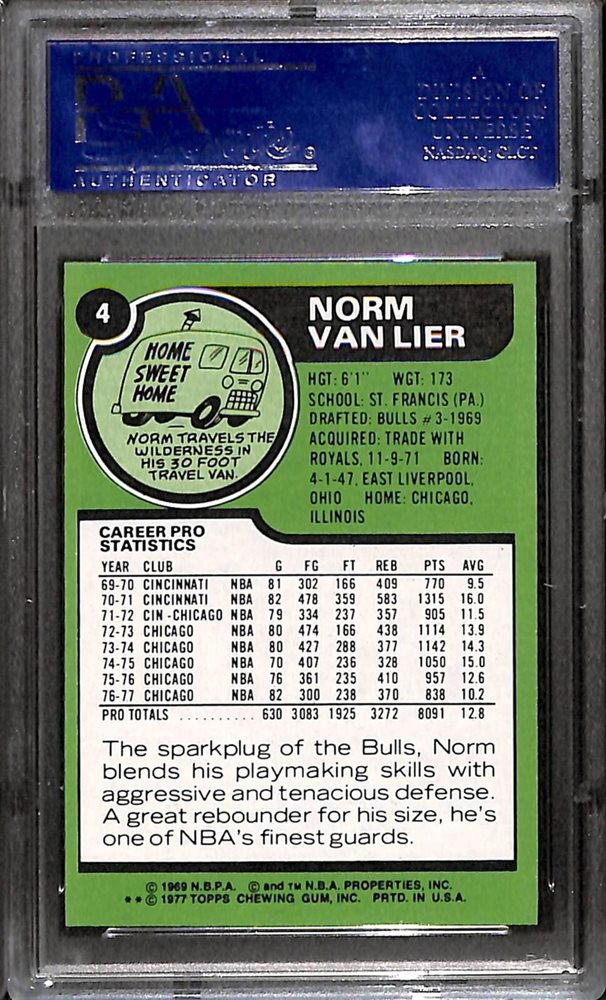 PROFESSIONAL
PSA
AUTHENTICATOR
A
DIVISION OF
COLLECTORS
UNIVERSE
NASDAQ: CLCT
4
NORM
VAN LIER
HOME
SWEET
HOME
NORM TRAVELS THE
WILDERNESS IN
HIS 30 FOOT
TRAVEL VAN.
HGT: 6'1" WGT: 173
SCHOOL: ST. FRANCIS (PA.)
DRAFTED: BULLS #3-1969
ACQUIRED: TRADE WITH
ROYALS, 11-9-71 BORN:
4-1-47, EAST LIVERPOOL,
OHIO HOME: CHICAGO,
ILLINOIS
CAREER PRO
STATISTICS
YEAR CLUB G FG FT REB PTS AVG
69-70 CINCINNATI NBA 81 302 166 409 770 9.5
70-71 CINCINNATI NBA 82 478 359 583 1315 16.0
71-72 CIN-CHICAGO NBA 79 334 237 357 905 11.5
72-73 CHICAGO NBA 80 474 166 438 1114 13.9
73-74 CHICAGO NBA 80 427 288 377 1142 14.3
74-75 CHICAGO NBA 70 407 236 328 1050 15.0
75-76 CHICAGO NBA 76 361 235 410 957 12.6
76-77 CHICAGO NBA 82 300 238 370 838 10.2
PRO TOTALS .......... 630 3083 1925 3272 8091 12.8
The sparkplug of the Bulls, Norm
blends his playmaking skills with
aggressive and tenacious defense.
A great rebounder for his size, he's
one of NBA's finest guards.
© 1969 N.B.P.A. © and TM N.B.A. PROPERTIES, INC.
** © 1977 TOPPS CHEWING GUM, INC. PRTD. IN U.S.A.